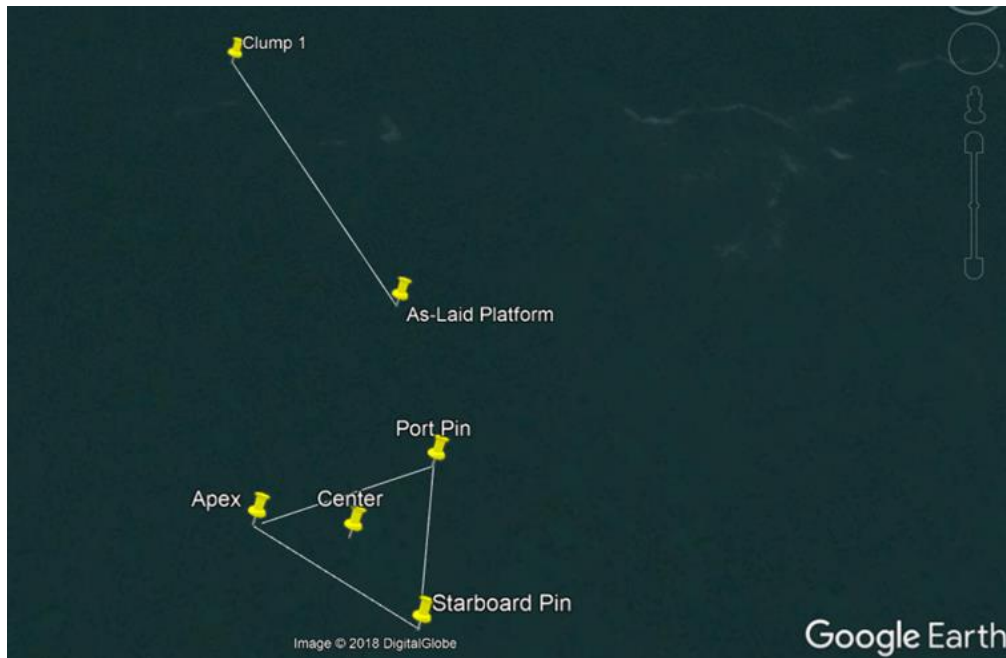 Clump 1
As-Laid Platform
Port Pin
Apex
Center
Starboard Pin
Image © 2018 DigitalGlobe
Google Earth